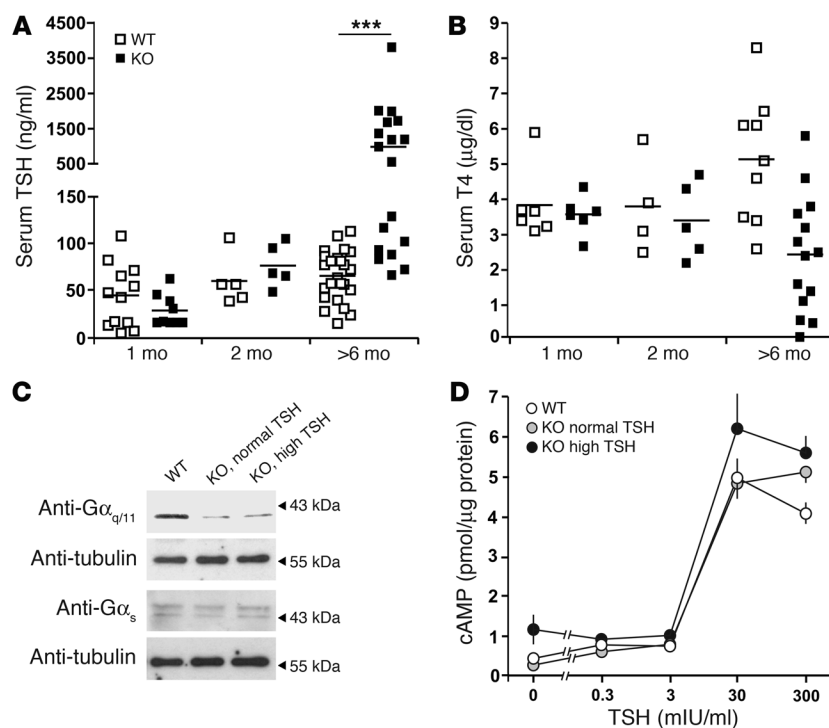 A
WT
KO
***
Serum TSH (ng/ml)
4500
3500
2500
1500
500
150
100
50
0
1 mo
2 mo
>6 mo
B
Serum T4 (μg/dl)
9
8
7
6
5
4
3
2
1
0
1 mo
2 mo
>6 mo
C
WT
KO, normal TSH
KO, high TSH
Anti-Gαq/11
43 kDa
Anti-tubulin
55 kDa
Anti-Gαs
43 kDa
Anti-tubulin
55 kDa
D
WT
KO normal TSH
KO high TSH
cAMP (pmol/μg protein)
7
6
5
4
3
2
1
0
0
0.3
3
30
300
TSH (mIU/ml)